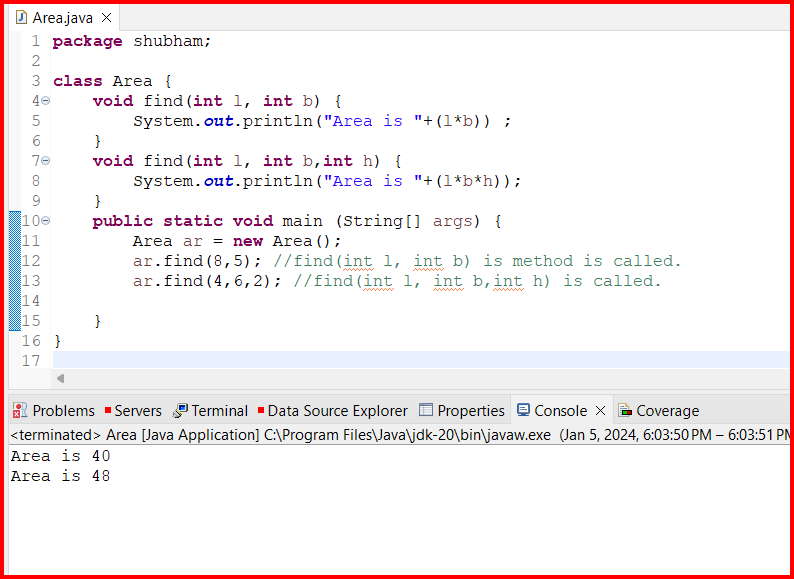 Area.java
1 package shubham;
2
3 class Area {
4 void find(int l, int b) {
5 System.out.println("Area is "+(l*b)) ;
6 }
7 void find(int l, int b,int h) {
8 System.out.println("Area is "+(l*b*h));
9 }
10 public static void main (String[] args) {
11 Area ar = new Area();
12 ar.find(8,5); //find(int l, int b) is method is called.
13 ar.find(4,6,2); //find(int l, int b,int h) is called.
14
15 }
16 }
17
Problems Servers Terminal Data Source Explorer Properties Console Coverage
<terminated> Area [Java Application] C:\Program Files\Java\jdk-20\bin\javaw.exe (Jan 5, 2024, 6:03:50 PM – 6:03:51 PM
Area is 40
Area is 48